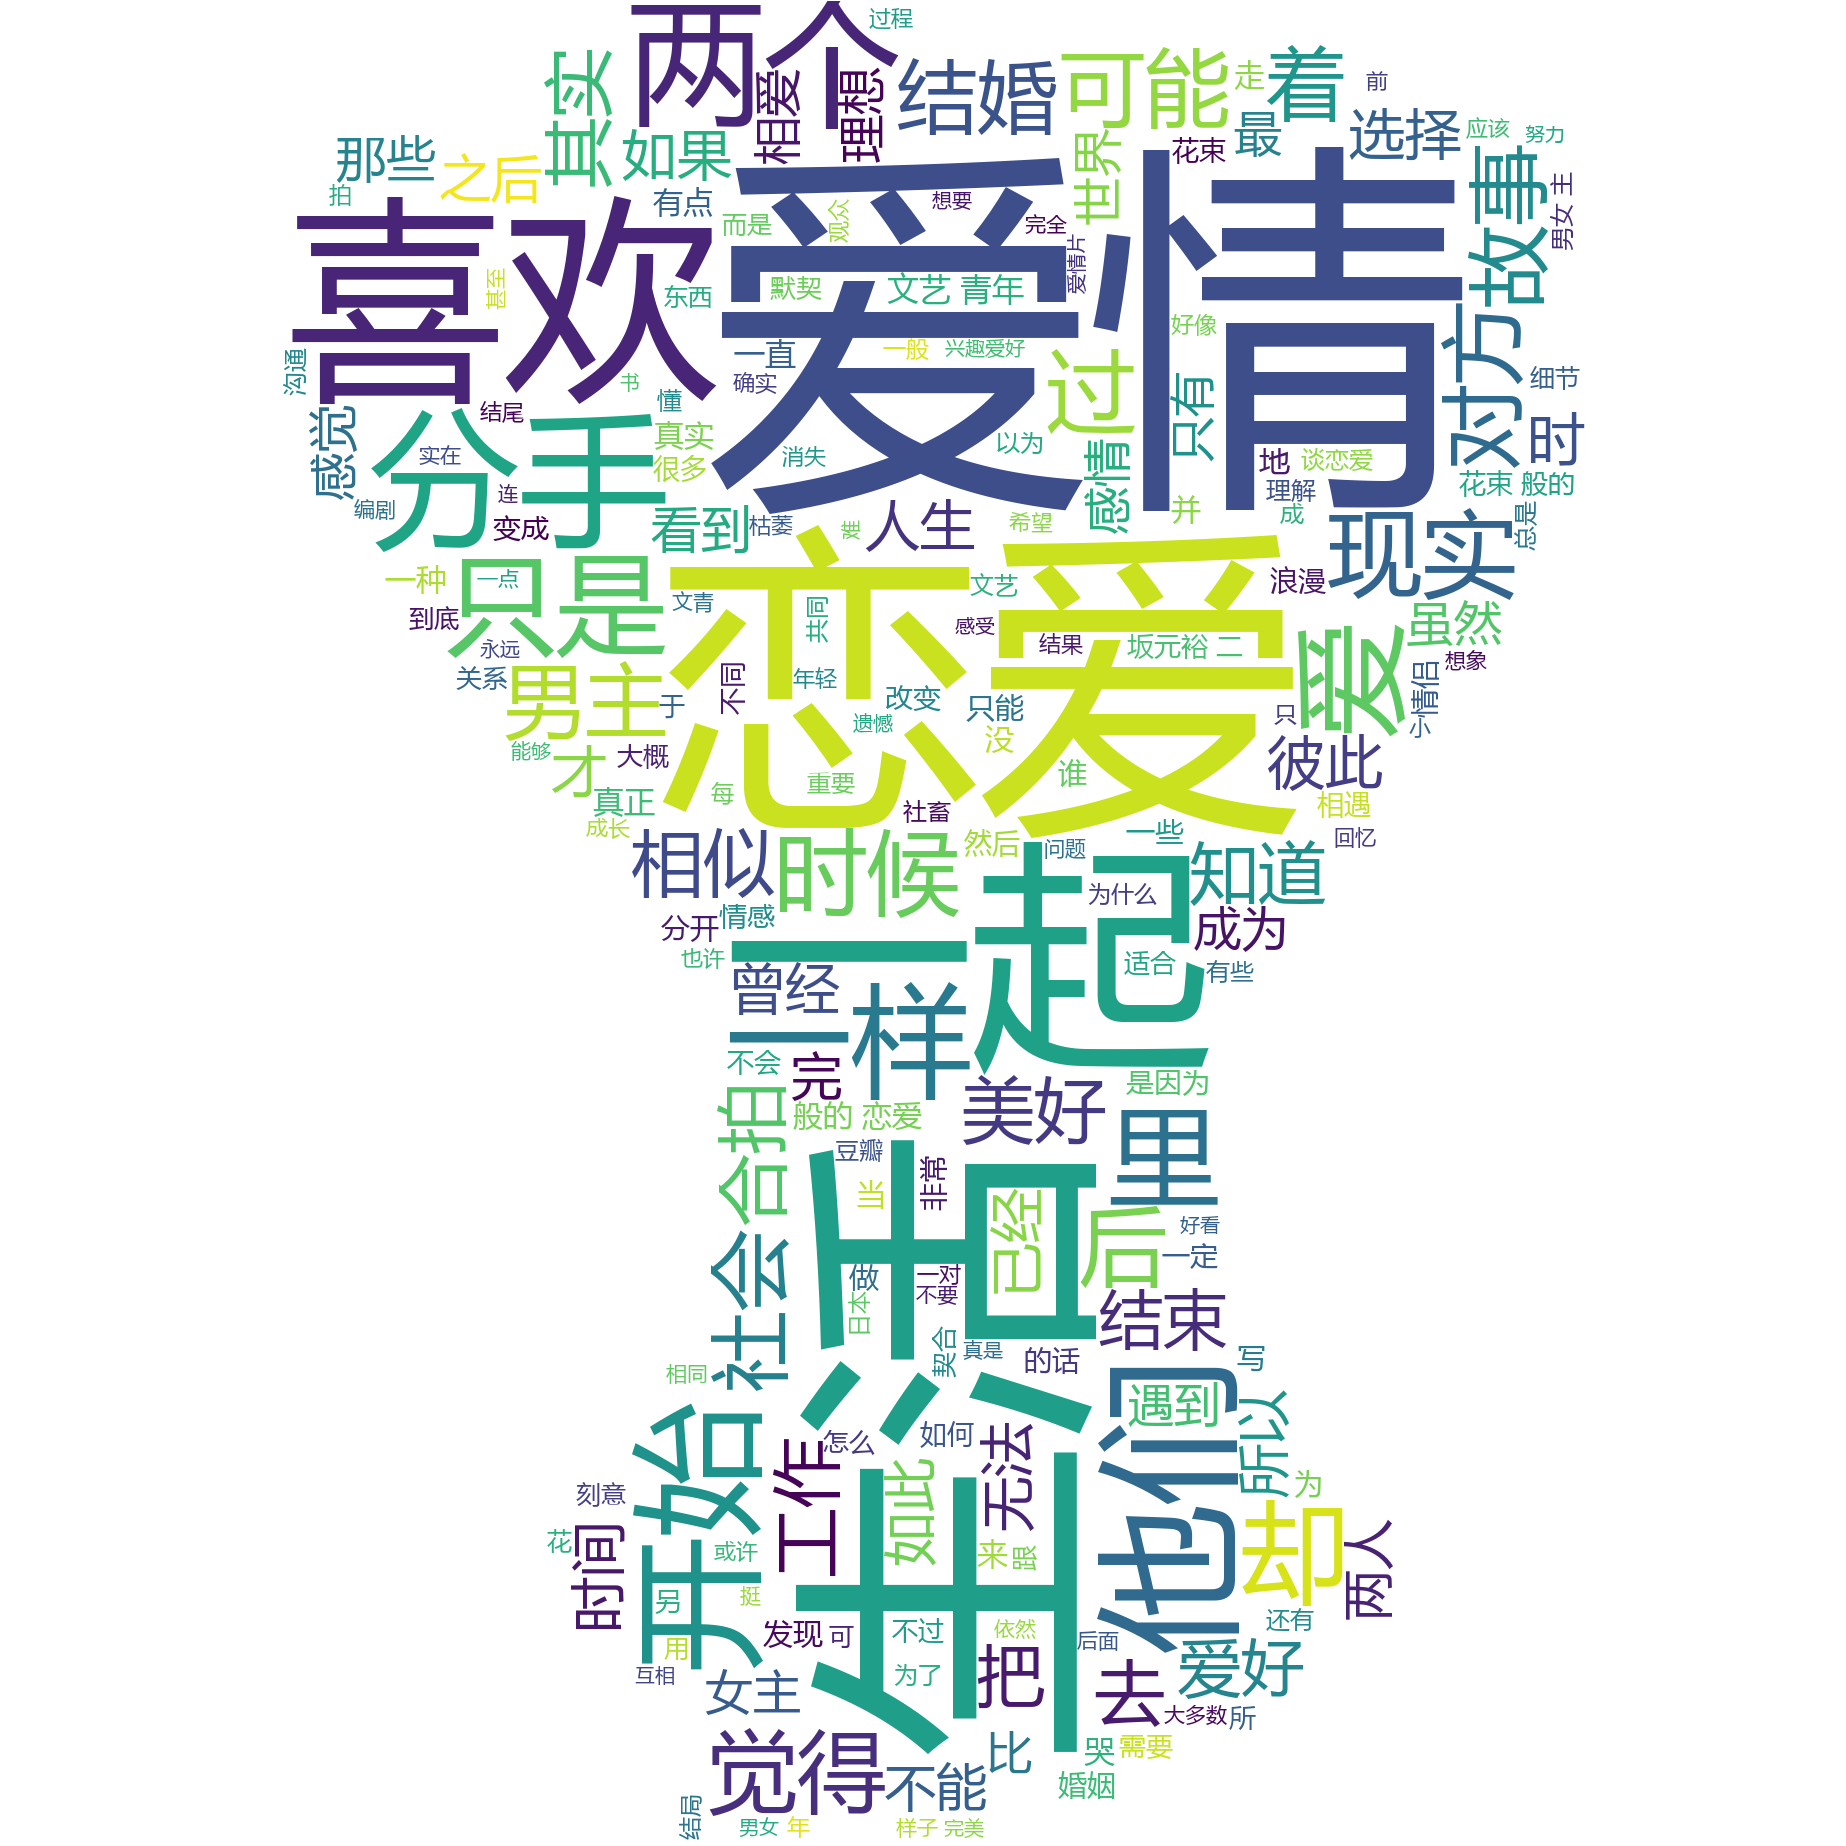 过程
两个
相爱
理想
结婚
可能
走
着
前
其实
那些
之后
如果
世界
花束
最
选择
应该
努力
拍
有点
想要
故事
男女 主
而是
观众
完全
爱情片
喜欢
爱情
甚至
东西
默契
文艺 青年
好像
对方
一直
一般
兴趣爱好
过
只有
细节
沟通
书
懂
确实
结尾
感觉
分手
真实
很多
实在
消失
以为
感情
地
谈恋爱
时
连
编剧
变成
看到
枯萎
要
人生
希望
并
理解
成
花束 般的
总是
现实
一种
一点
只是
到底
永远
关系
文青
共同
恋爱
文艺
感受
结果
坂元裕 二
浪漫
虽然
爱
想象
小情侣
男主
于
不同
年轻
改变
遗憾
只能
没
只
彼此
能够
才
大概
真正
成长
每
重要
谁
社畜
相遇
回忆
相似
时候
然后
问题
一些
知道
为什么
成为
分开
情感
也许
一起
适合
有些
曾经
一样
不会
完
美好
是因为
合拍
般的 恋爱
豆瓣
当
非常
已经
里
后
好看
一定
社会
做
一对
不要
日本
契合
真是
的话
结束
写
相同
生活
他们
遇到
所以
为
开始
工作
怎么
如何
无法
如此
来
跟
却
两人
刻意
花
时间
或许
另
挺
用
互相
发现
可
不过
依然
为了
把
后面
还有
爱好
去
大多数
所
女主
觉得
不能
比
哭
需要
婚姻
结局
男女
年
样子
完美